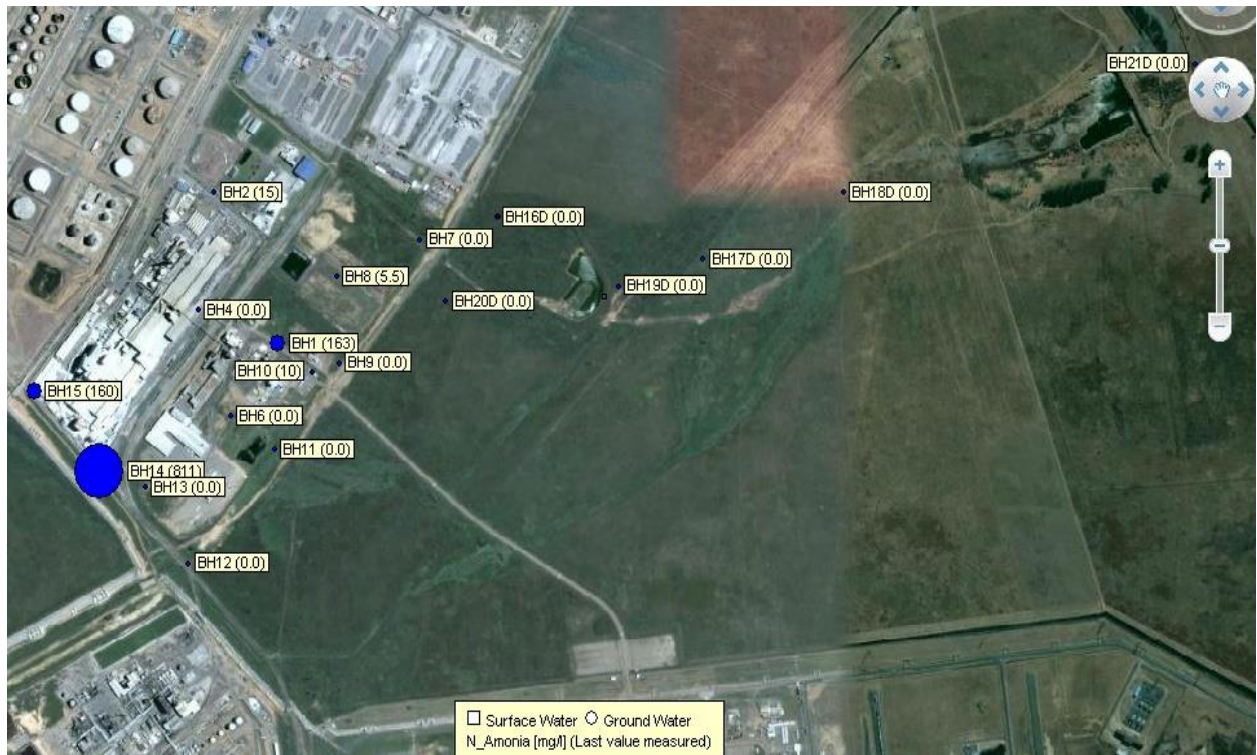 BH21D (0.0)
BH2 (15)
BH18D (0.0)
BH16D (0.0)
BH7 (0.0)
BH17D (0.0)
BH8 (5.5)
BH19D (0.0)
BH20D (0.0)
BH4 (0.0)
BH1 (163)
BH9 (0.0)
BH10 (10)
BH15 (160)
BH6 (0.0)
BH11 (0.0)
BH14 (811)
BH13 (0.0)
BH12 (0.0)
Surface Water Ground Water
N_Amonia [mg/l] (Last value measured)